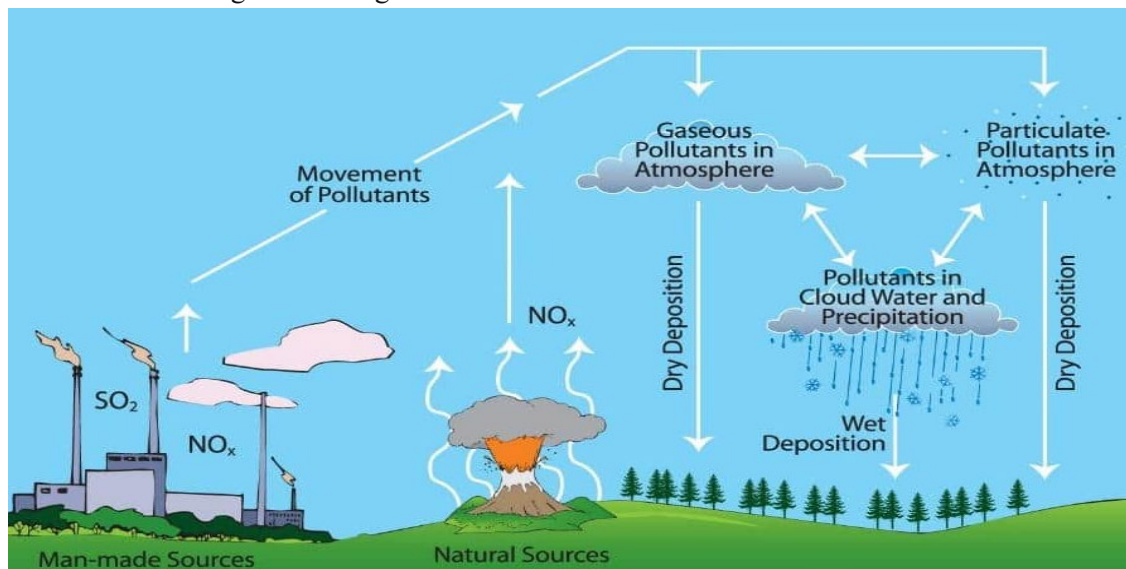 Movement
of Pollutants
Gaseous
Pollutants in
Atmosphere
Particulate
Pollutants in
Atmosphere
Pollutants in
Cloud Water and
Precipitation
Dry Deposition
Wet
Deposition
Dry Deposition
SO₂
NOₓ
NOₓ
Man-made Sources
Natural Sources